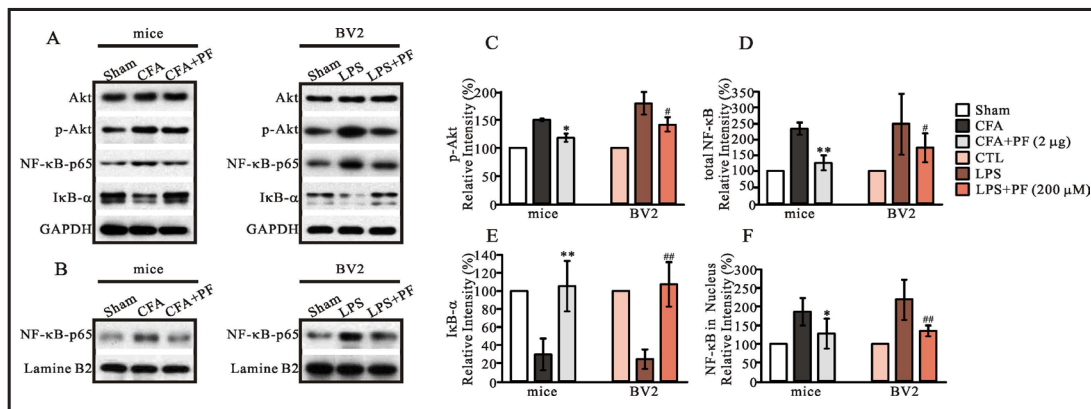 A
mice
Sham CFA CFA+PF
Akt
p-Akt
NF-κB-p65
IκB-α
GAPDH
BV2
Sham LPS LPS+PF
Akt
p-Akt
NF-κB-p65
IκB-α
GAPDH
B
mice
Sham CFA CFA+PF
NF-κB-p65
Lamine B2
BV2
Sham LPS LPS+PF
NF-κB-p65
Lamine B2
C
p-Akt
Relative Intensity (%)
200
150
100
50
0
*
#
mice BV2
D
total NF-κB
Relative Intensity (%)
350
300
250
200
150
100
50
0
**
#
mice BV2
Sham
CFA
CFA+PF (2 μg)
CTL
LPS
LPS+PF (200 μM)
E
IκB-α
Relative Intensity (%)
140
120
100
80
60
40
20
0
**
##
mice BV2
F
NF-κB in Nucleus
Relative Intensity (%)
300
250
200
150
100
50
0
*
##
mice BV2